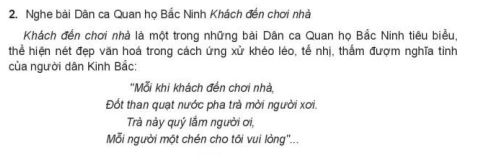 2. Nghe bài Dân ca Quan họ Bắc Ninh Khách đến chơi nhà
Khách đến chơi nhà là một trong những bài Dân ca Quan họ Bắc Ninh tiêu biểu,
thể hiện nét đẹp văn hoá trong cách ứng xử khéo léo, tế nhị, thắm đượm nghĩa tình
của người dân Kinh Bắc:
"Mỗi khi khách đến chơi nhà,
Đốt than quạt nước pha trà mời người xơi.
Trà này quý lắm người ơi,
Mỗi người một chén cho tôi vui lòng"...